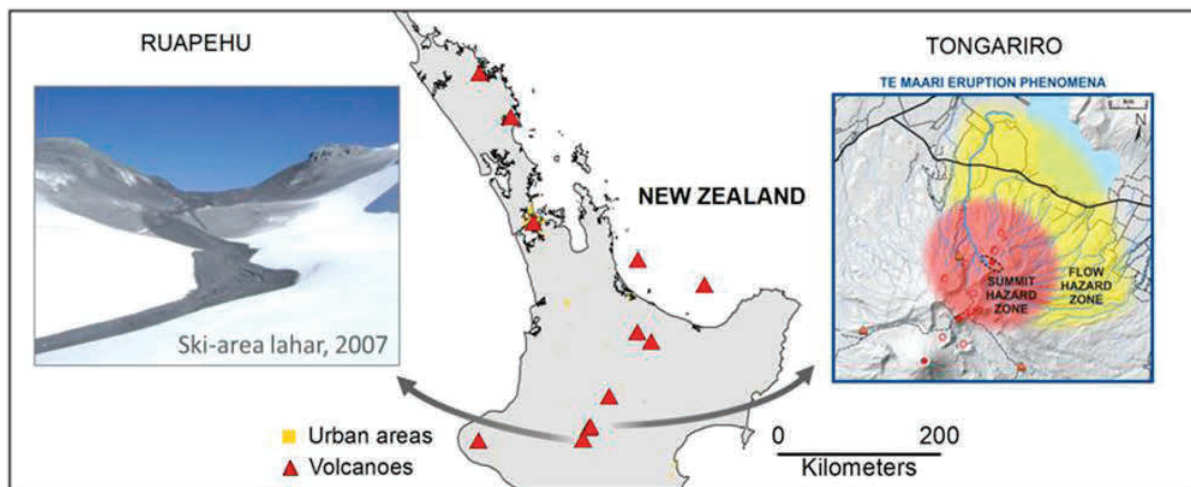 RUAPEHU
Ski-area lahar, 2007
NEW ZEALAND
Urban areas
Volcanoes
0 200
Kilometers
TONGARIRO
TE MAARI ERUPTION PHENOMENA
N
SUMMIT
HAZARD
ZONE
FLOW
HAZARD
ZONE